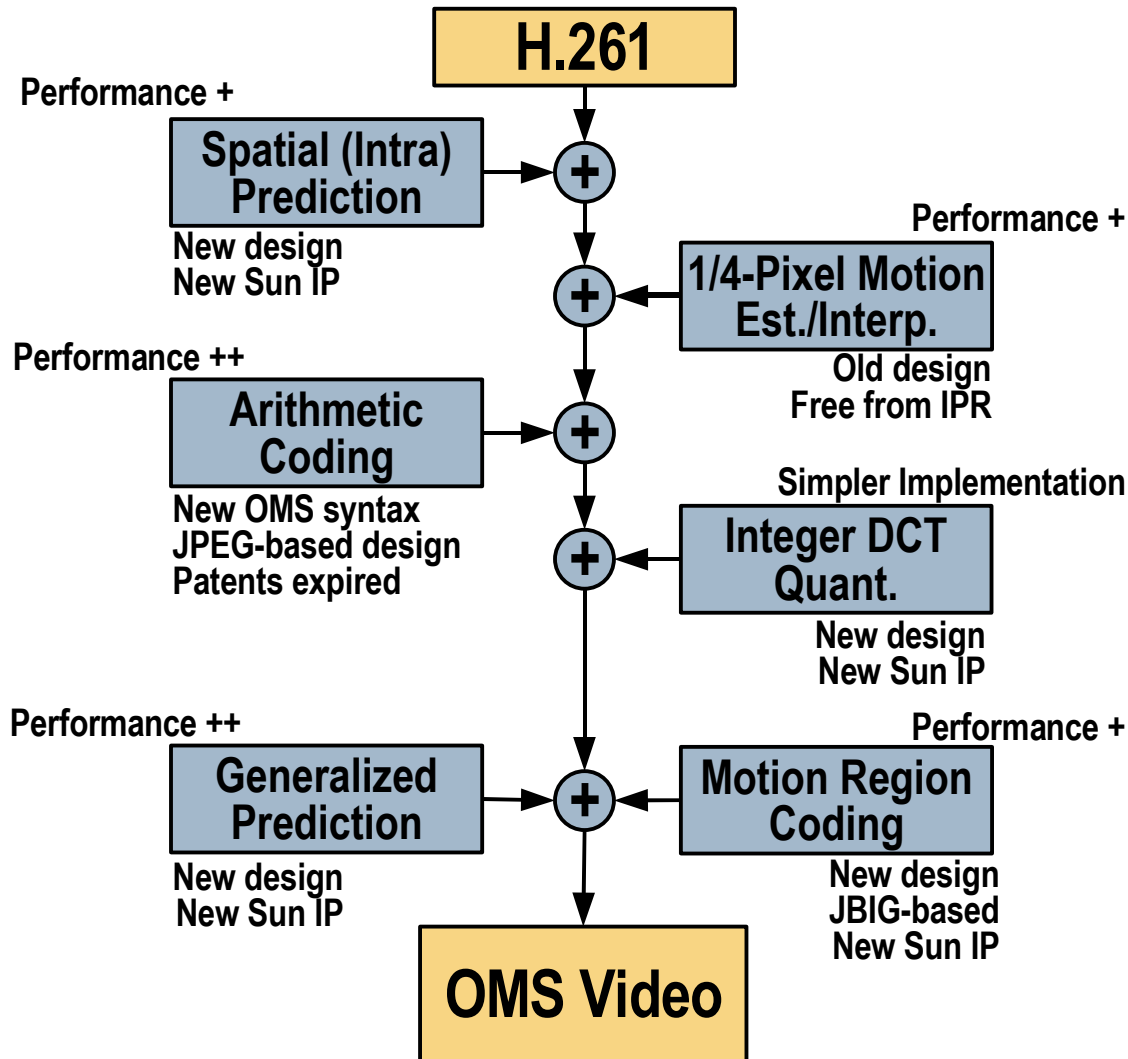 H.261
Performance +
Spatial (Intra)
Prediction
+
New design
New Sun IP
Performance +
1/4-Pixel Motion
Est./Interp.
+
Old design
Free from IPR
Performance ++
Arithmetic
Coding
+
New OMS syntax
JPEG-based design
Patents expired
Simpler Implementation
Integer DCT
Quant.
+
New design
New Sun IP
Performance ++
Generalized
Prediction
+
New design
New Sun IP
Performance +
Motion Region
Coding
New design
JBIG-based
New Sun IP
OMS Video